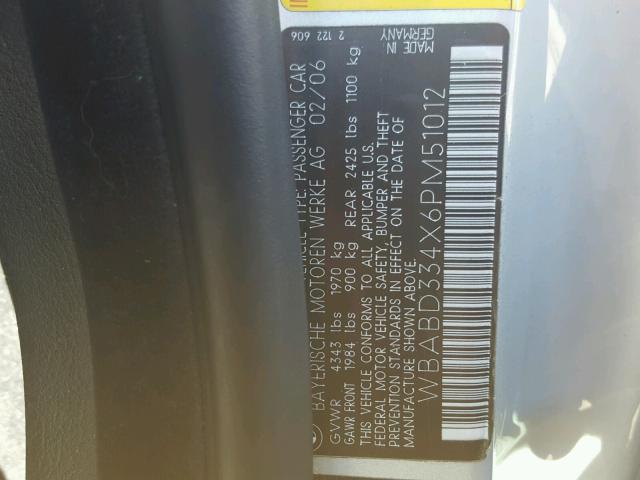 VEHICLE TYPE: PASSENGER CAR
BAYERISCHE MOTOREN WERKE AG 02/06
GVWR 4343 lbs 1970 kg
GAWR FRONT 1984 lbs 900 kg REAR 2425 lbs 1100 kg
THIS VEHICLE CONFORMS TO ALL APPLICABLE U.S.
FEDERAL MOTOR VEHICLE SAFETY, BUMPER AND THEFT
PREVENTION STANDARDS IN EFFECT ON THE DATE OF
MANUFACTURE SHOWN ABOVE.
WBABD334X6PM51012
2 122 606
MADE IN
GERMANY